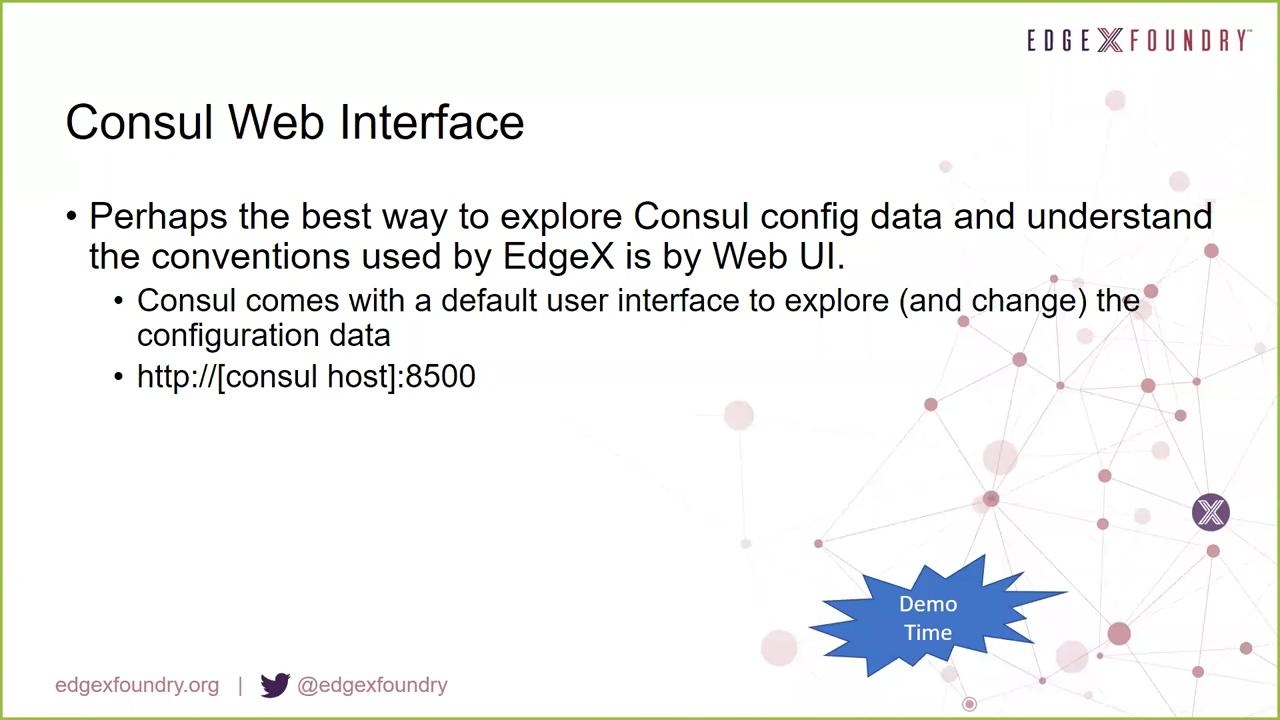 EDGE X FOUNDRY™
Consul Web Interface
• Perhaps the best way to explore Consul config data and understand
the conventions used by EdgeX is by Web UI.
• Consul comes with a default user interface to explore (and change) the
configuration data
• http://[consul host]:8500
Demo
Time
edgexfoundry.org | @edgexfoundry